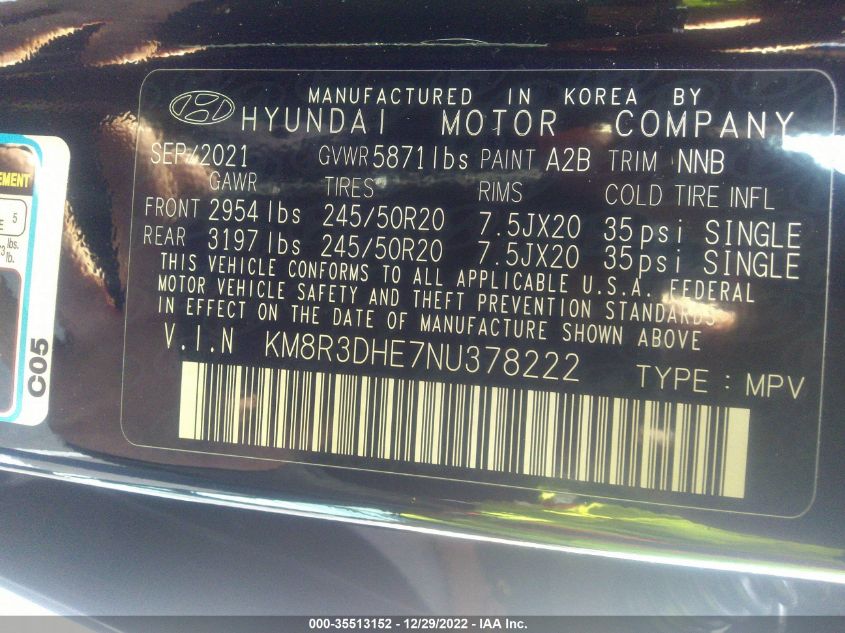 MANUFACTURED IN KOREA BY
HYUNDAI MOTOR COMPANY
SEP/2021 GVWR 5871lbs PAINT A2B TRIM NNB
GAWR TIRES RIMS COLD TIRE INFL
FRONT 2954 lbs 245/50R20 7.5JX20 35psi SINGLE
REAR 3197 lbs 245/50R20 7.5JX20 35psi SINGLE
THIS VEHICLE CONFORMS TO ALL APPLICABLE U.S.A. FEDERAL
MOTOR VEHICLE SAFETY AND THEFT PREVENTION STANDARDS
IN EFFECT ON THE DATE OF MANUFACTURE SHOWN ABOVE
V.I.N KM8R3DHE7NU378222 TYPE : MPV
5
lbs.
lb.
C05
000-35513152 - 12/29/2022 - IAA Inc.